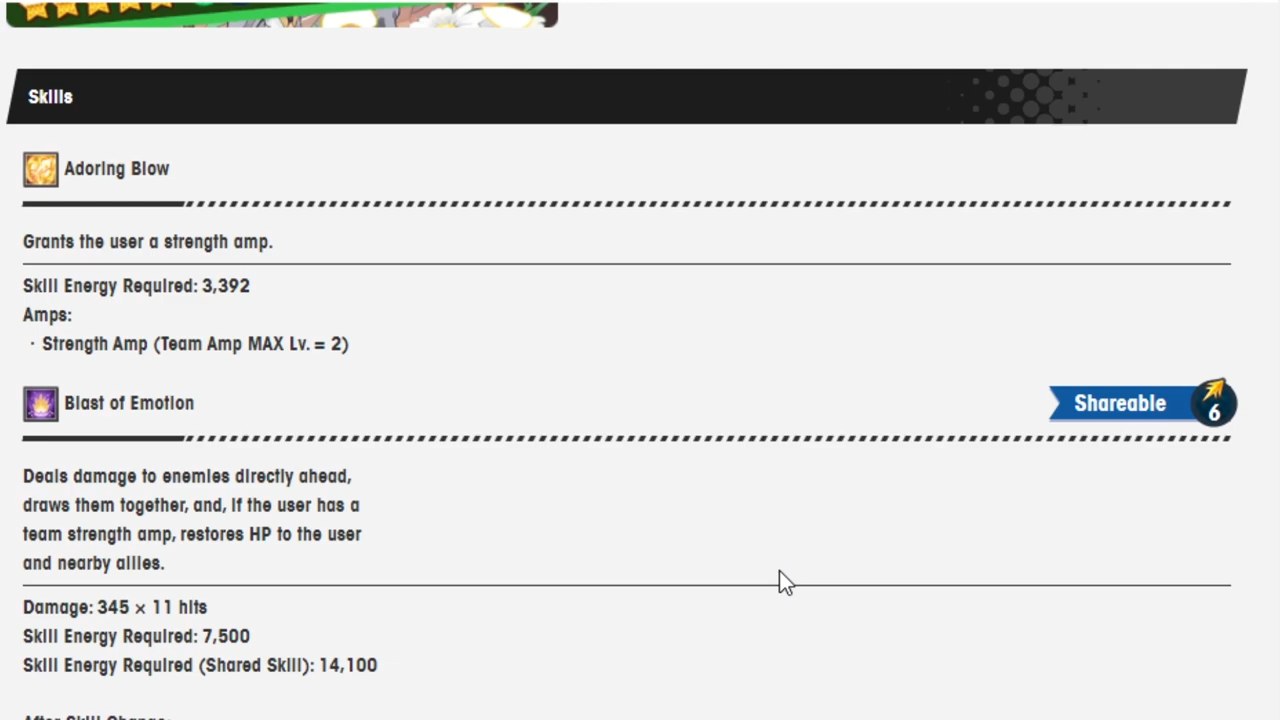 Skills
Adoring Blow
Grants the user a strength amp.
Skill Energy Required: 3,392
Amps:
· Strength Amp (Team Amp MAX Lv. = 2)
Blast of Emotion
Shareable
6
Deals damage to enemies directly ahead,
draws them together, and, if the user has a
team strength amp, restores HP to the user
and nearby allies.
Damage: 345 × 11 hits
Skill Energy Required: 7,500
Skill Energy Required (Shared Skill): 14,100
After Skill Change: